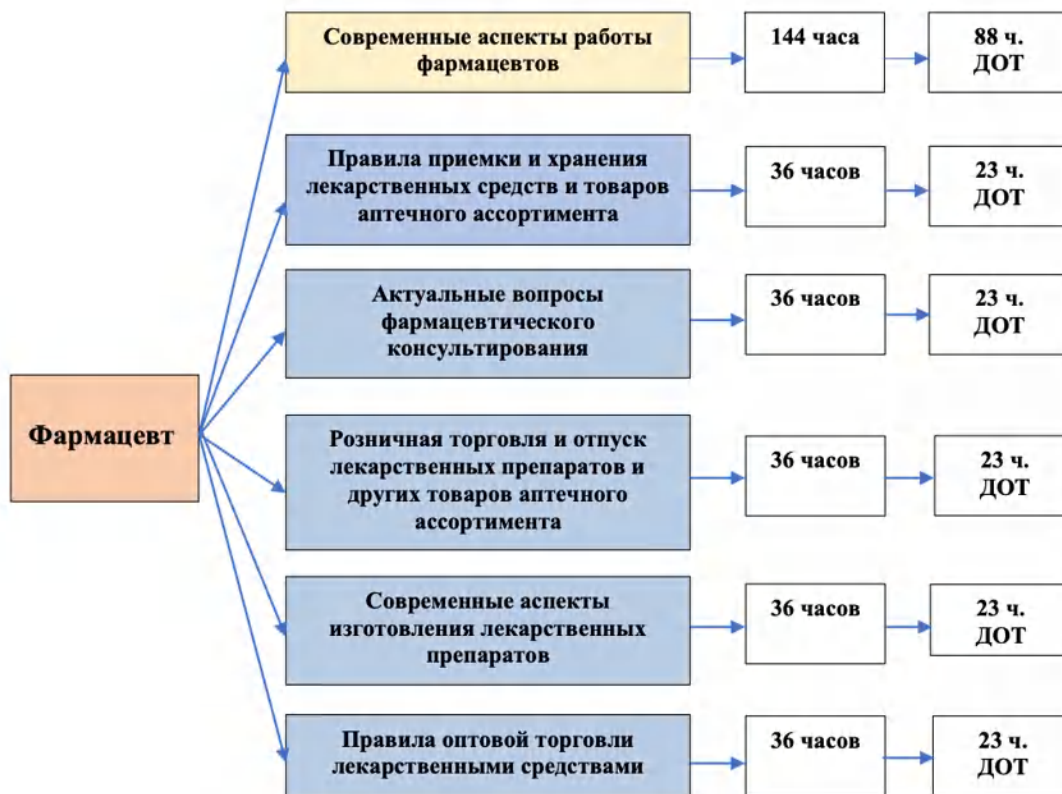 Современные аспекты работы
фармацевтов
144 часа
88 ч.
ДОТ
Правила приемки и хранения
лекарственных средств и товаров
аптечного ассортимента
36 часов
23 ч.
ДОТ
Актуальные вопросы
фармацевтического
консультирования
36 часов
23 ч.
ДОТ
Фармацевт
Розничная торговля и отпуск
лекарственных препаратов и
других товаров аптечного
ассортимента
36 часов
23 ч.
ДОТ
Современные аспекты
изготовления лекарственных
препаратов
36 часов
23 ч.
ДОТ
Правила оптовой торговли
лекарственными средствами
36 часов
23 ч.
ДОТ